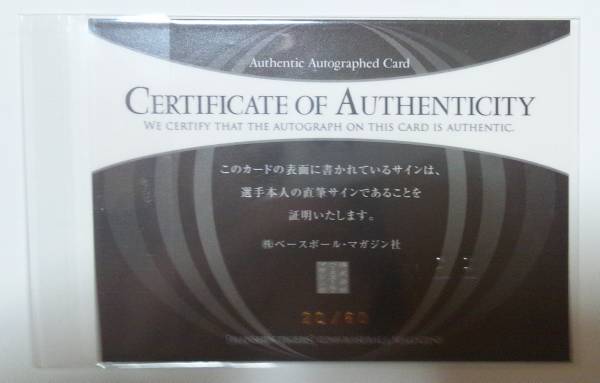 Authentic Autographed Card
CERTIFICATE OF AUTHENTICITY
WE CERTIFY THAT THE AUTOGRAPH ON THIS CARD IS AUTHENTIC.
このカードの表面に書かれているサインは、
選手本人の直筆サインであることを
証明いたします。
㈱ベースボール・マガジン社
/60